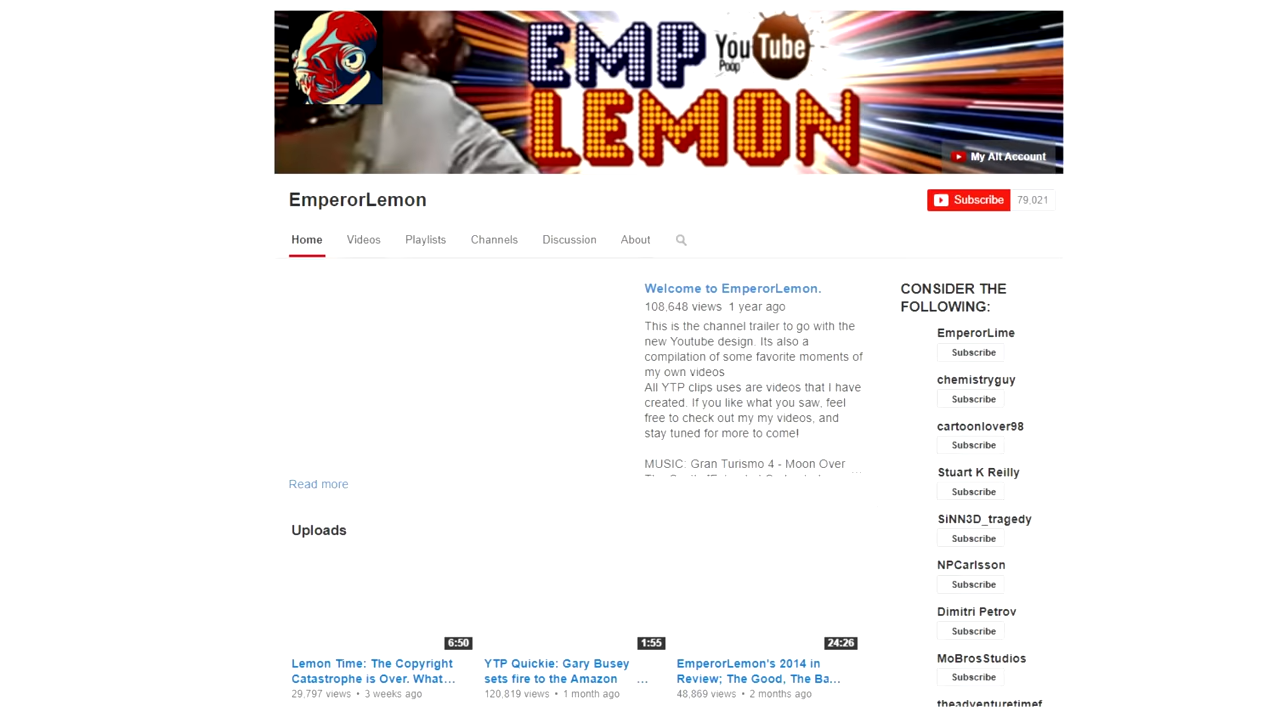 EMP
YouTube
Poop
LEMON
My Alt Account
EmperorLemon
Subscribe 79,021
Home Videos Playlists Channels Discussion About
Welcome to EmperorLemon.
108,648 views 1 year ago
This is the channel trailer to go with the
new Youtube design. Its also a
compilation of some favorite moments of
my own videos
All YTP clips uses are videos that I have
created. If you like what you saw, feel
free to check out my my videos, and
stay tuned for more to come!
MUSIC: Gran Turismo 4 - Moon Over
Read more
CONSIDER THE
FOLLOWING:
EmperorLime
Subscribe
chemistryguy
Subscribe
cartoonlover98
Subscribe
Stuart K Reilly
Subscribe
SiNN3D_tragedy
Subscribe
NPCarlsson
Subscribe
Dimitri Petrov
Subscribe
MoBrosStudios
Subscribe
theadventuretimef
Uploads
6:50
Lemon Time: The Copyright
Catastrophe is Over. What...
29,797 views • 3 weeks ago
1:55
YTP Quickie: Gary Busey
sets fire to the Amazon ...
120,819 views • 1 month ago
24:26
EmperorLemon's 2014 in
Review; The Good, The Ba...
48,869 views • 2 months ago